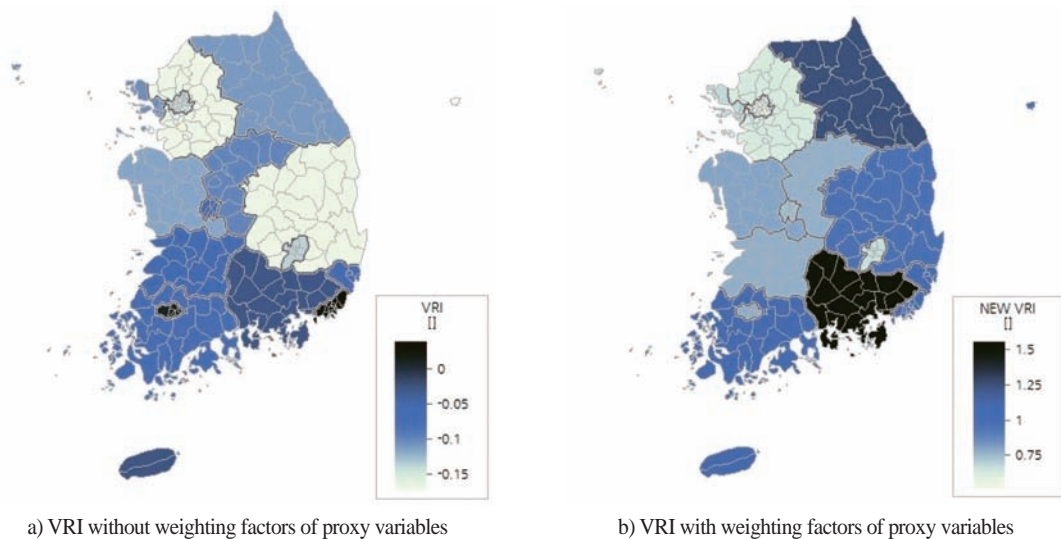 VRI
[]
0
-0.05
-0.1
-0.15
NEW VRI
[]
1.5
1.25
1
0.75
a) VRI without weighting factors of proxy variables
b) VRI with weighting factors of proxy variables